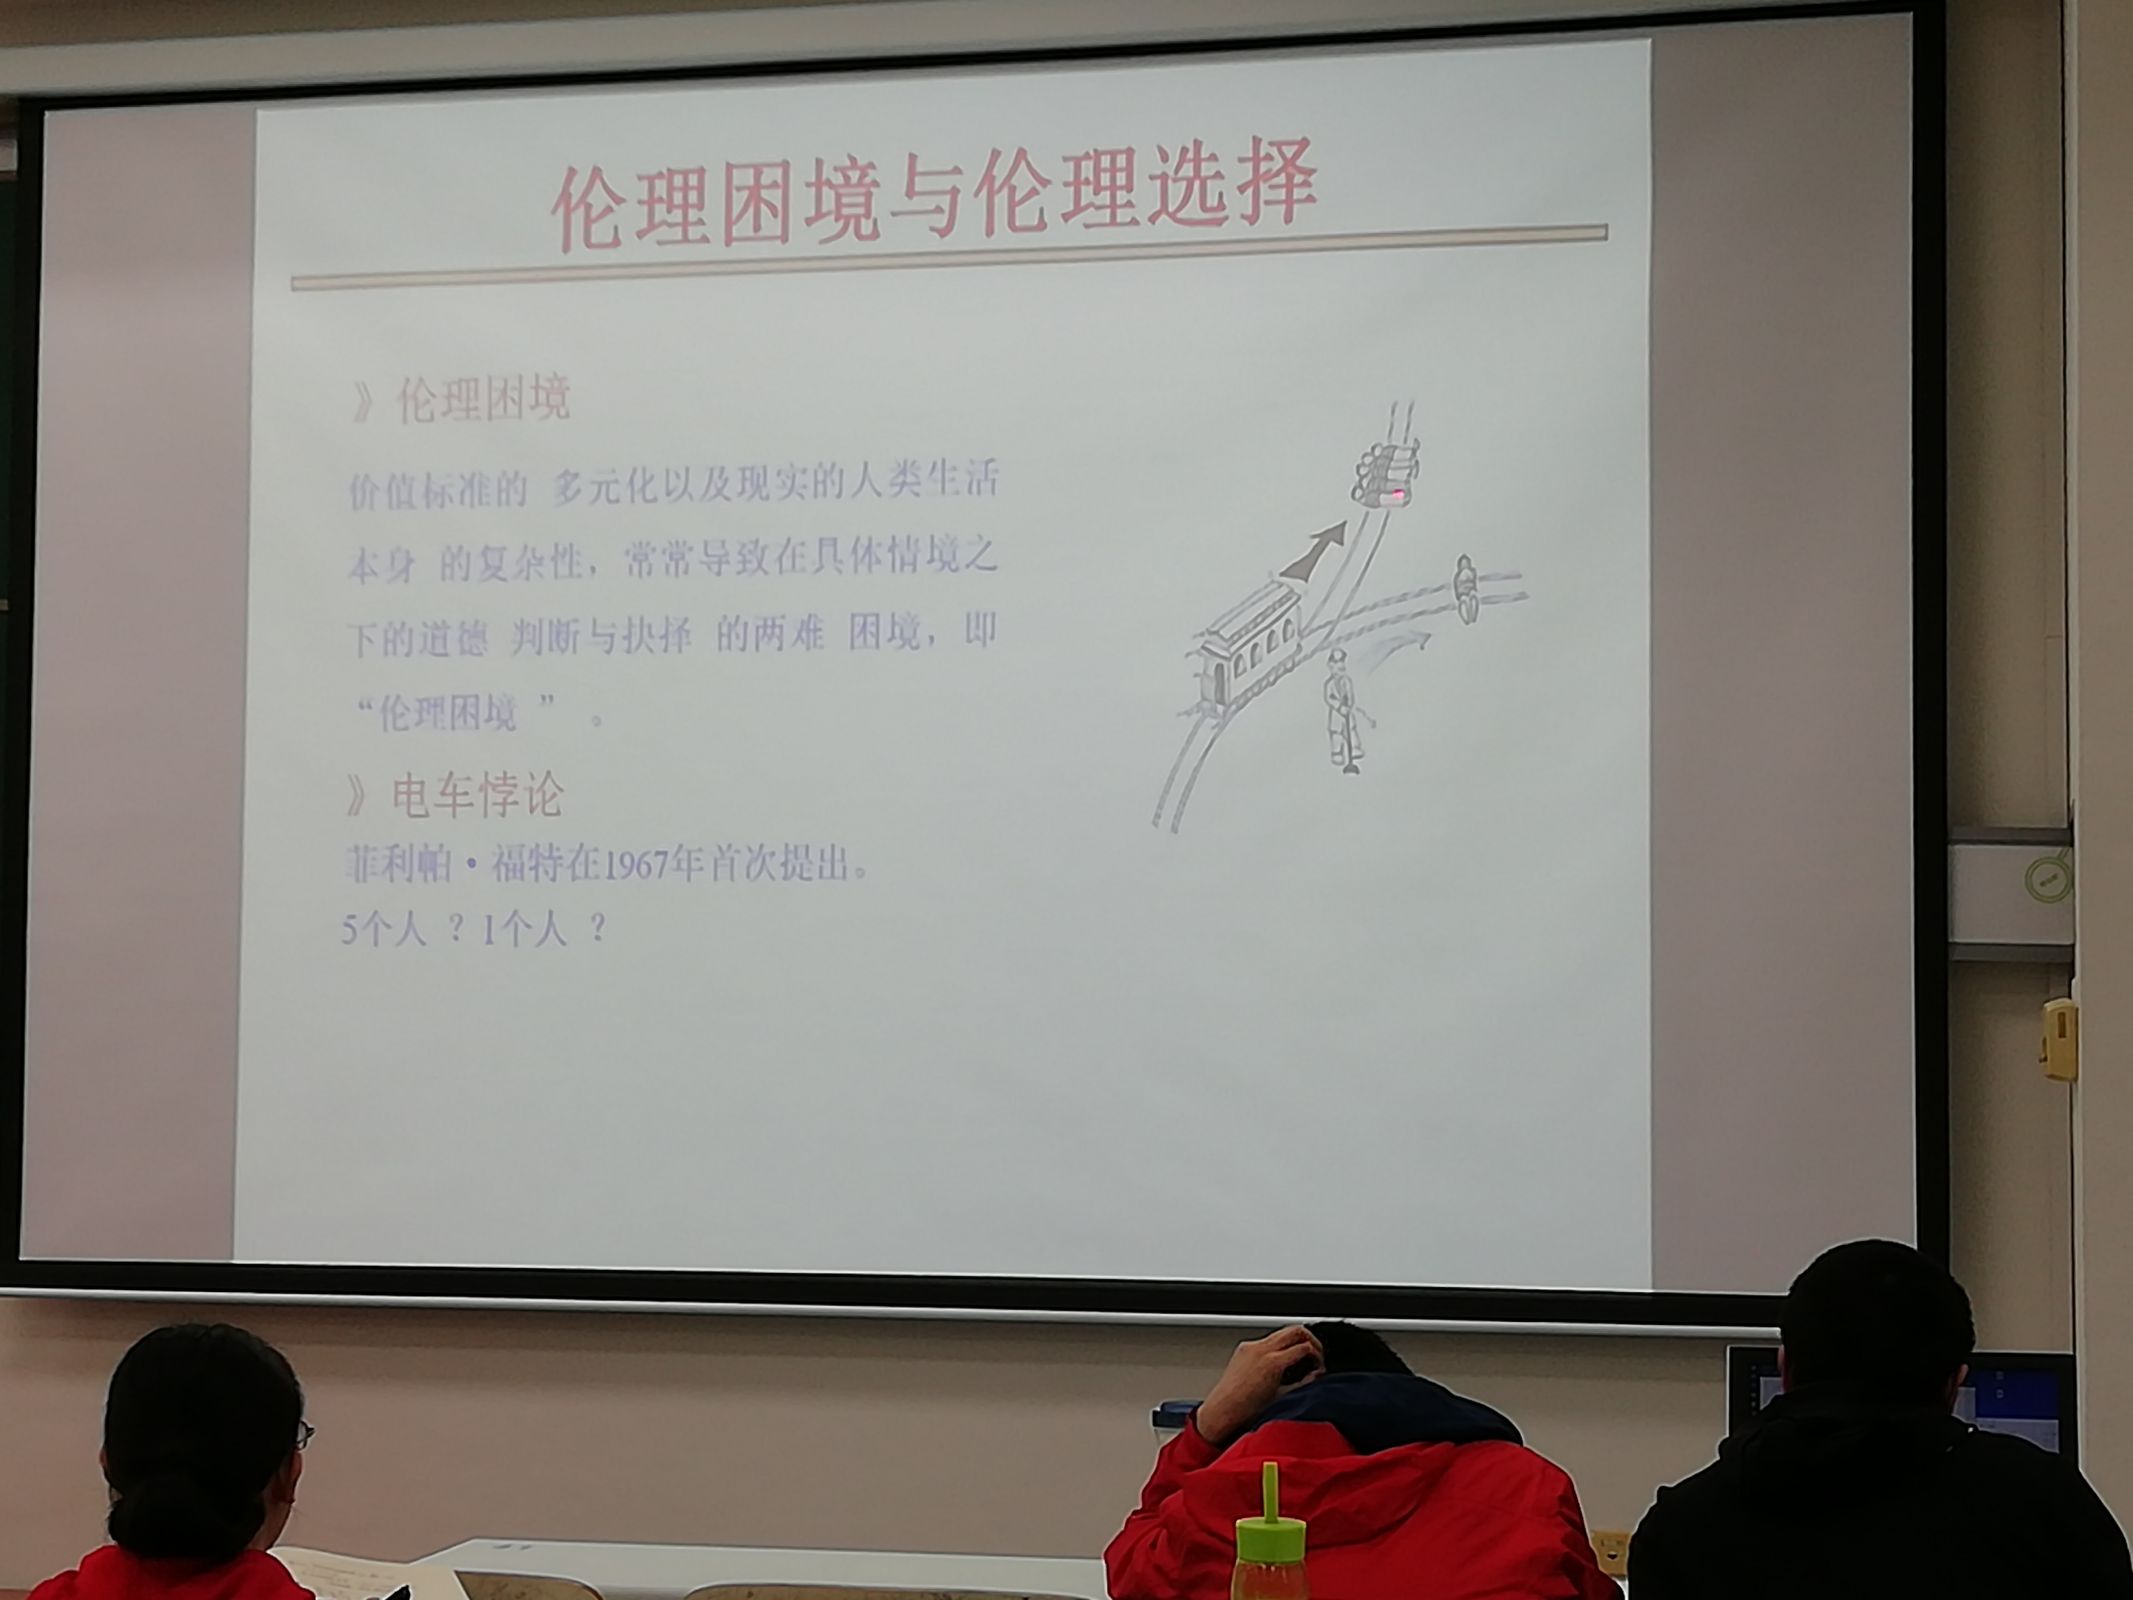 伦理困境与伦理选择
》伦理困境
价值标准的 多元化以及现实的人类生活
本身 的复杂性，常常导致在具体情境之
下的道德 判断与抉择 的两难 困境，即
“伦理困境 ” 。
》电车悖论
菲利帕·福特在1967年首次提出。
5个人 ？1个人 ？